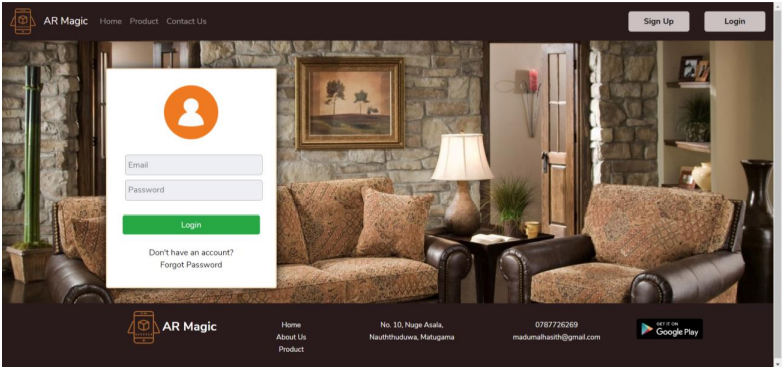 AR Magic
Home Product Contact Us
Sign Up
Login
Email
Password
Login
Don't have an account?
Forgot Password
AR Magic
Home
About Us
Product
No. 10, Nuge Asala,
Nauththuduwa, Matugama
0787726269
madumalhasith@gmail.com
GET IT ON
Google Play